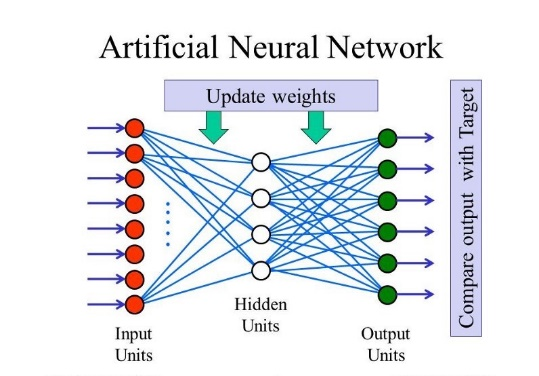 Artificial Neural Network
Update weights
Compare output with Target
Hidden
Units
Input
Units
Output
Units